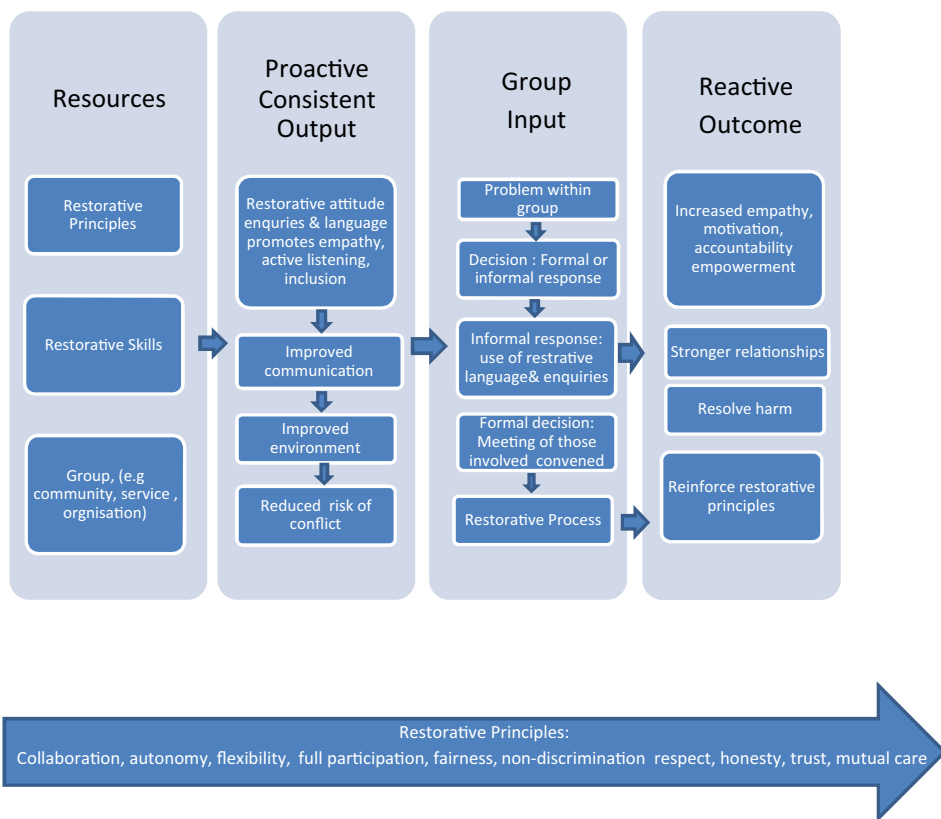 Resources
Restorative
Principles
Restorative Skills
Group, (e.g
community, service ,
orgnisation)
Proactive
Consistent
Output
Restorative attitude
enquries & language
promotes empathy,
active listening,
inclusion
Improved
communication
Improved
environment
Reduced risk of
conflict
Group
Input
Problem within
group
Decision : Formal or
informal response
Informal response:
use of restrative
language& enquiries
Formal decision:
Meeting of those
involved convened
Restorative Process
Reactive
Outcome
Increased empathy,
motivation,
accountability
empowerment
Stronger relationships
Resolve harm
Reinforce restorative
principles
Restorative Principles:
Collaboration, autonomy, flexibility, full participation, fairness, non-discrimination respect, honesty, trust, mutual care